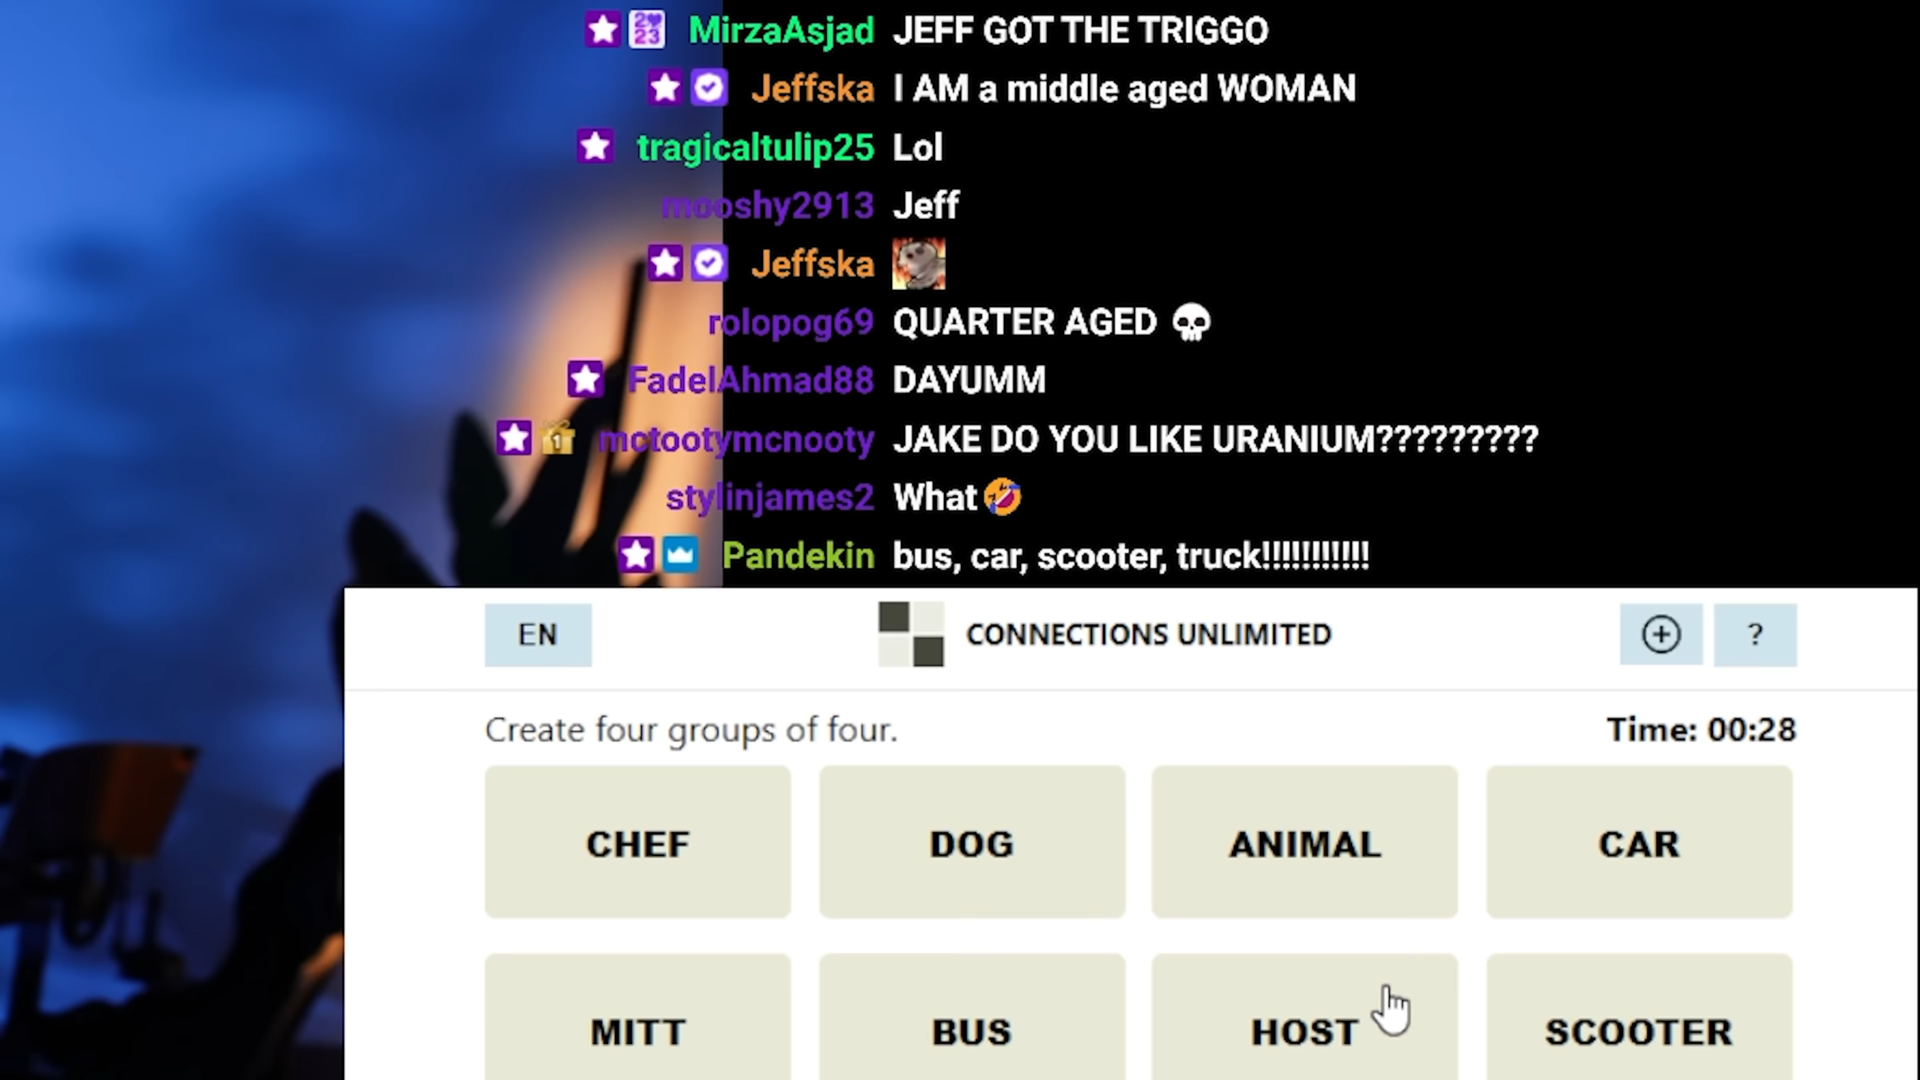 MirzaAsjad JEFF GOT THE TRIGGO
Jeffska I AM a middle aged WOMAN
tragicaltulip25 Lol
mooshy2913 Jeff
Jeffska
rolopog69 QUARTER AGED 💀
FadelAhmad88 DAYUMM
mctootymcnooty JAKE DO YOU LIKE URANIUM?????????
stylinjames2 What🤣
Pandekin bus, car, scooter, truck!!!!!!!!!!!
EN CONNECTIONS UNLIMITED ?
Create four groups of four. Time: 00:28
CHEF DOG ANIMAL CAR
MITT BUS HOST SCOOTER